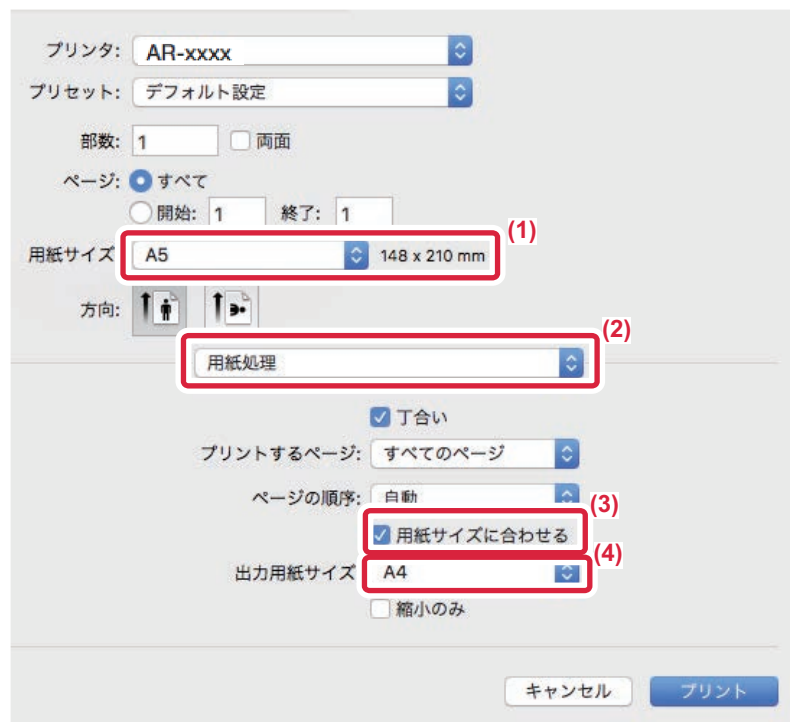 プリンタ: AR-xxxx
プリセット: デフォルト設定
部数: 1 両面
ページ: すべて
開始: 1 終了: 1
(1)
用紙サイズ A5 148 x 210 mm
方向:
(2)
用紙処理
丁合い
プリントするページ: すべてのページ
ページの順序: 自動
(3)
用紙サイズに合わせる
(4)
出力用紙サイズ A4
縮小のみ
キャンセル プリント